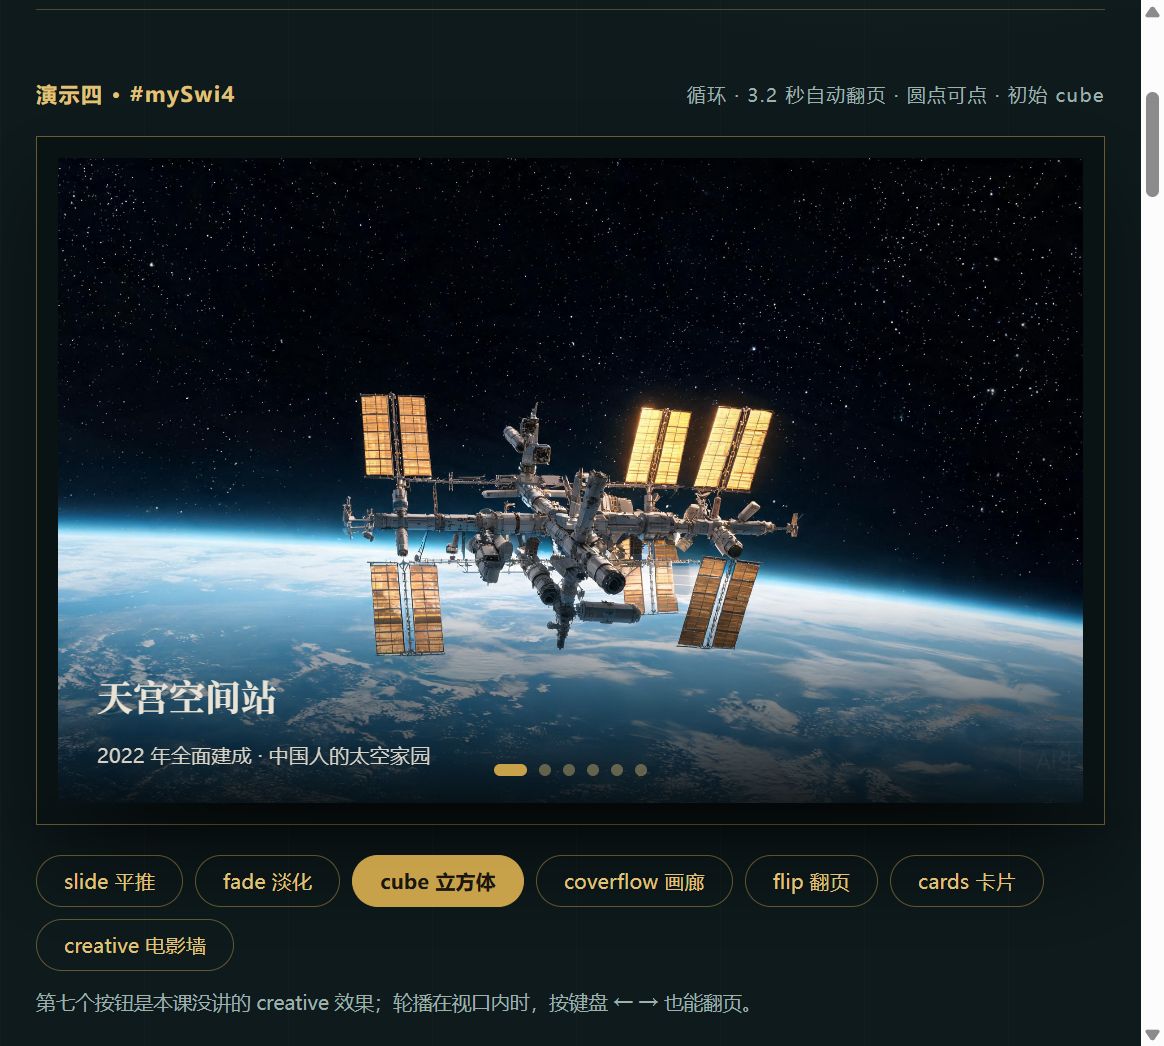 演示四 • #mySwi4
循环 · 3.2 秒自动翻页 · 圆点可点 · 初始 cube
天宫空间站
2022 年全面建成 · 中国人的太空家园
slide 平推
fade 淡化
cube 立方体
coverflow 画廊
flip 翻页
cards 卡片
creative 电影墙
第七个按钮是本课没讲的 creative 效果；轮播在视口内时，按键盘 ← → 也能翻页。